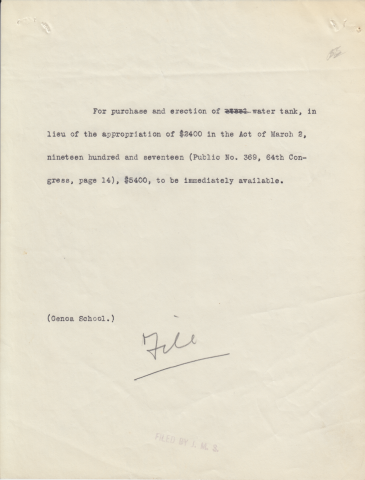 For purchase and erection of steel water tank, in
lieu of the appropriation of $2400 in the Act of March 2,
nineteen hundred and seventeen (Public No. 369, 64th Con-
gress, page 14), $5400, to be immediately available.
(Genoa School.)
File